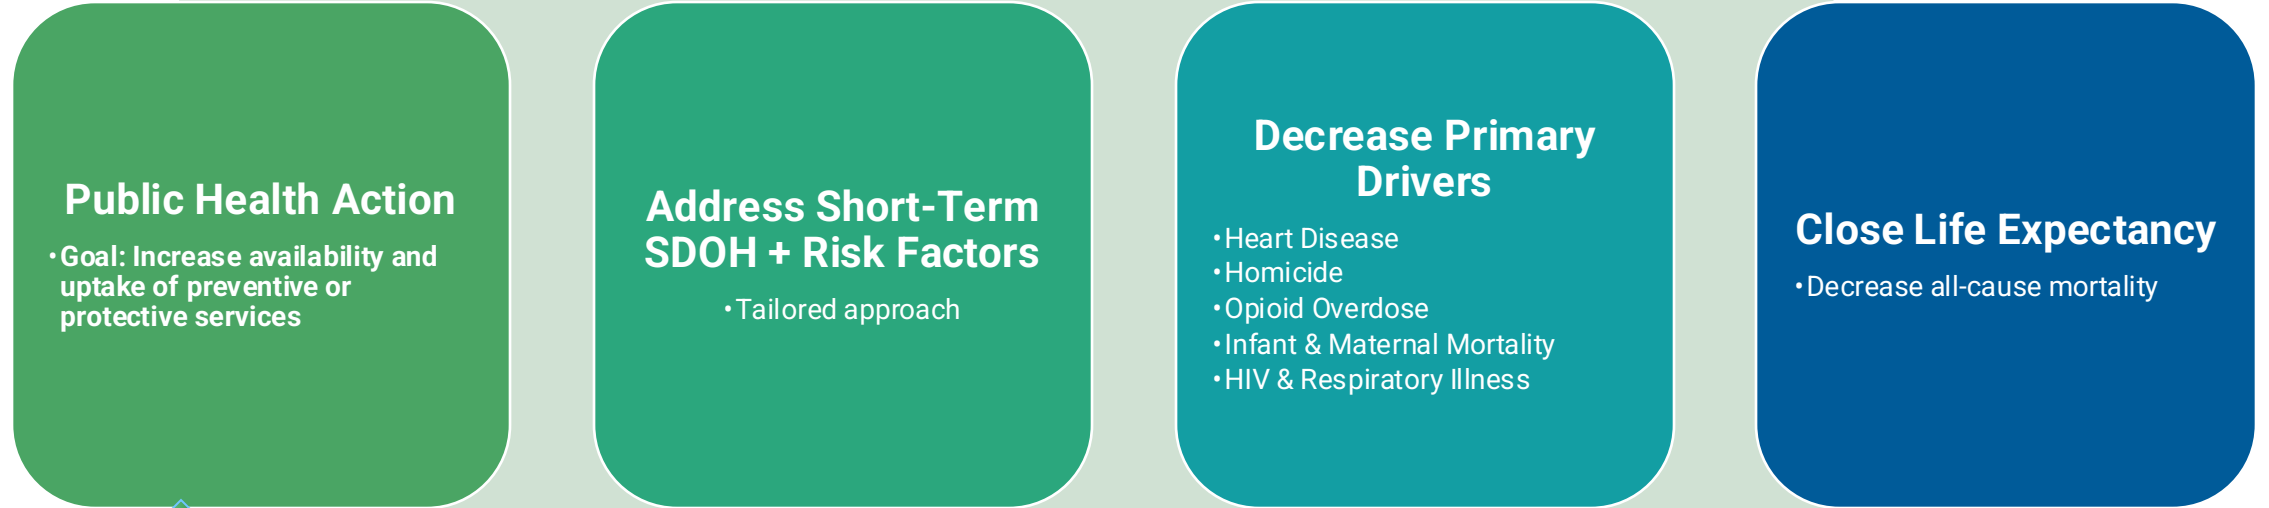 Public Health Action
•Goal: Increase availability and
uptake of preventive or
protective services
Address Short-Term
SDOH + Risk Factors
•Tailored approach
Decrease Primary
Drivers
•Heart Disease
•Homicide
•Opioid Overdose
•Infant & Maternal Mortality
•HIV & Respiratory Illness
Close Life Expectancy
•Decrease all-cause mortality